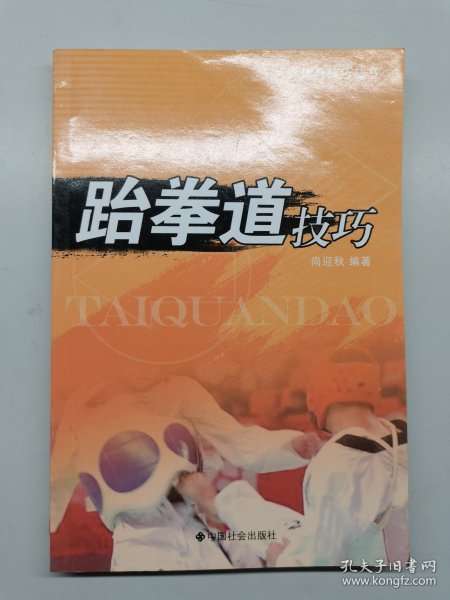 跆拳道技巧
尚迎秋 编著
TAIQUANDAO
中国社会出版社
孔夫子旧书网
www.kongfz.com